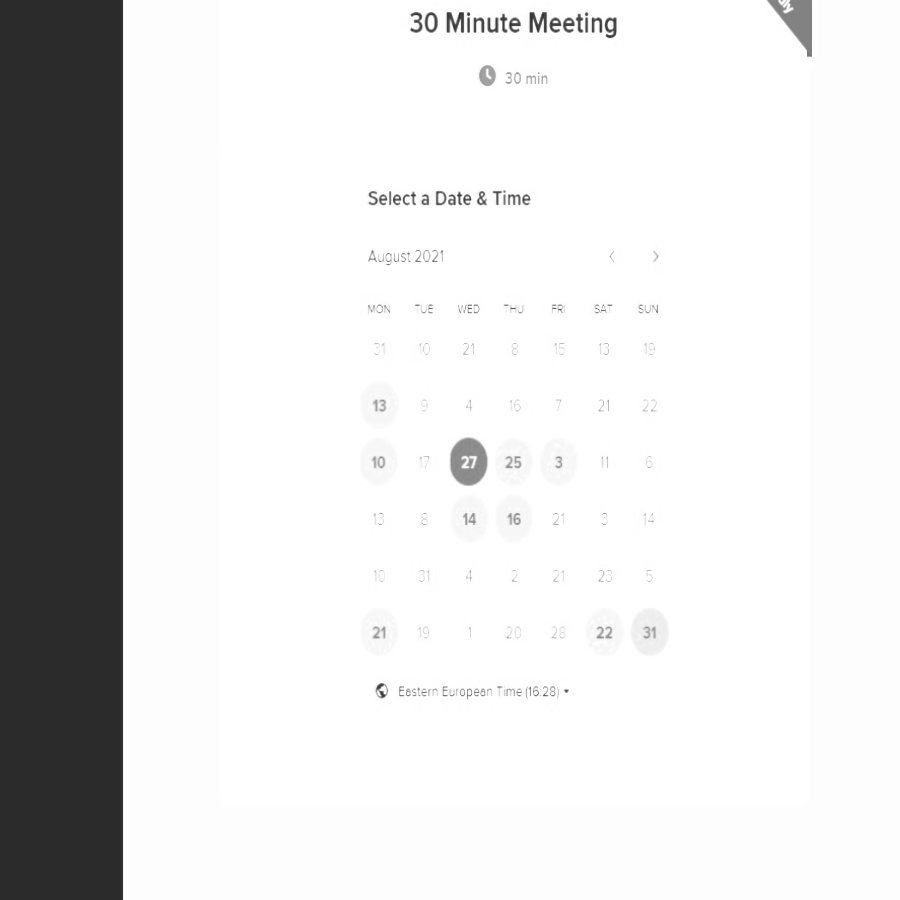 30 Minute Meeting
30 min
Select a Date & Time
August 2021
MON TUE WED THU FRI SAT SUN
31 10 21 8 15 13 19
13 9 4 16 7 21 22
10 17 27 25 3 11 6
13 8 14 16 21 3 14
10 31 4 2 21 23 5
21 19 1 20 28 22 31
Eastern European Time (16:28)